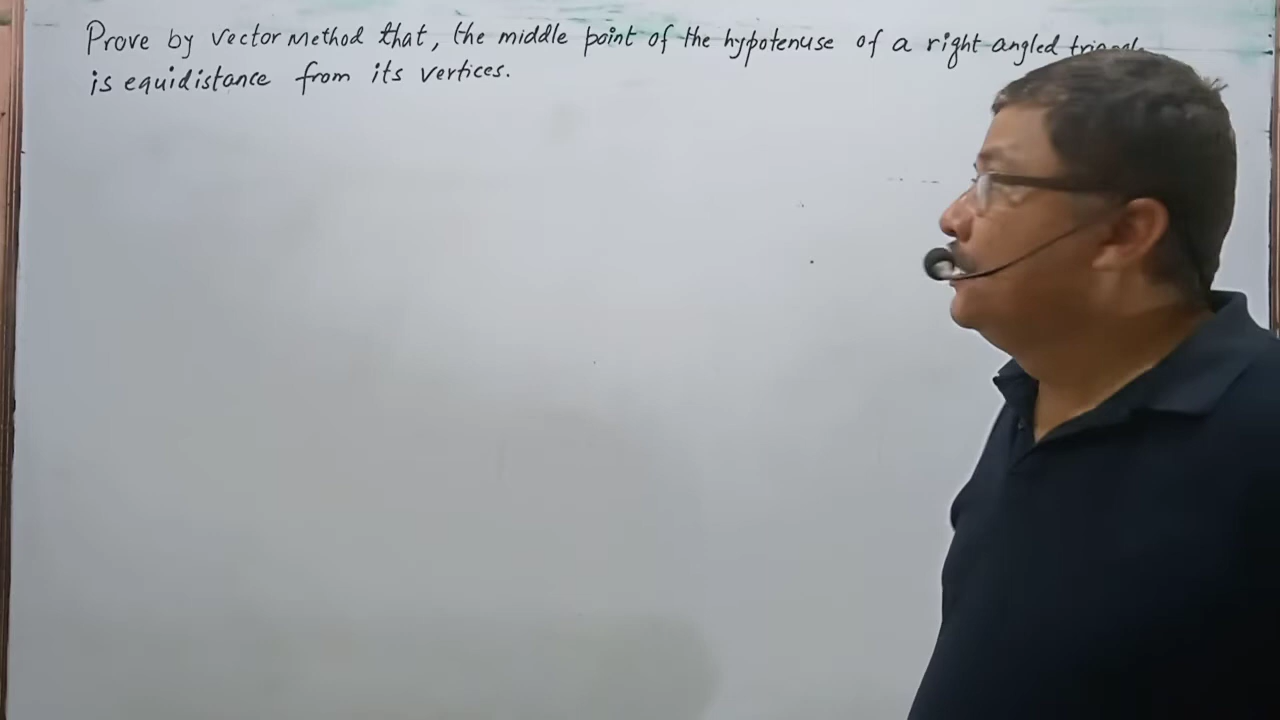 Prove by vector Method that, the middle point of the hypotenuse of a right angled
is equidistance from its vertices.